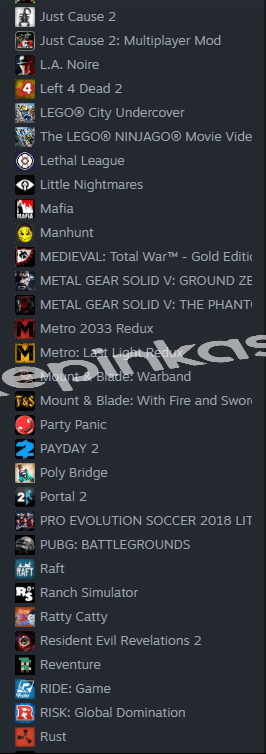 Just Cause 2
Just Cause 2: Multiplayer Mod
L.A. Noire
Left 4 Dead 2
LEGO® City Undercover
The LEGO® NINJAGO® Movie Vide
Lethal League
Little Nightmares
Mafia
Manhunt
MEDIEVAL: Total War™ - Gold Editic
METAL GEAR SOLID V: GROUND ZE
METAL GEAR SOLID V: THE PHANT
Metro 2033 Redux
Metro: Last Light Redux
Mount & Blade: Warband
Mount & Blade: With Fire and Sword
Party Panic
PAYDAY 2
Poly Bridge
Portal 2
PRO EVOLUTION SOCCER 2018 LIT
PUBG: BATTLEGROUNDS
Raft
Ranch Simulator
Ratty Catty
Resident Evil Revelations 2
Reventure
RIDE: Game
RISK: Global Domination
Rust
epinkas